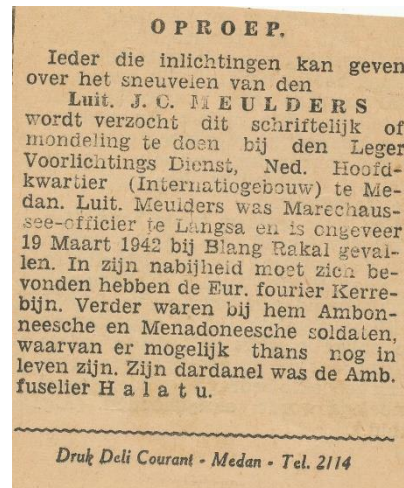 OPROEP.
Ieder die inlichtingen kan geven
over het sneuvelen van den
Luit. J. C. MEULDERS
wordt verzocht dit schriftelijk of
mondeling te doen bij den Leger
Voorlichtings Dienst, Ned. Hoofd-
kwartier (Internatiogebouw) te Me-
dan. Luit. Meulders was Marechaus-
see-officier te Langsa en is ongeveer
19 Maart 1942 bij Blang Rakal geval-
len. In zijn nabijheid moet zich be-
vonden hebben de Eur. fourier Kerre-
bijn. Verder waren bij hem Ambon-
neesche en Menadoneesche soldaten,
waarvan er mogelijk thans nog in
leven zijn. Zijn dardanel was de Amb.
fuselier Halatu.
Druk Deli Courant - Medan - Tel. 2114